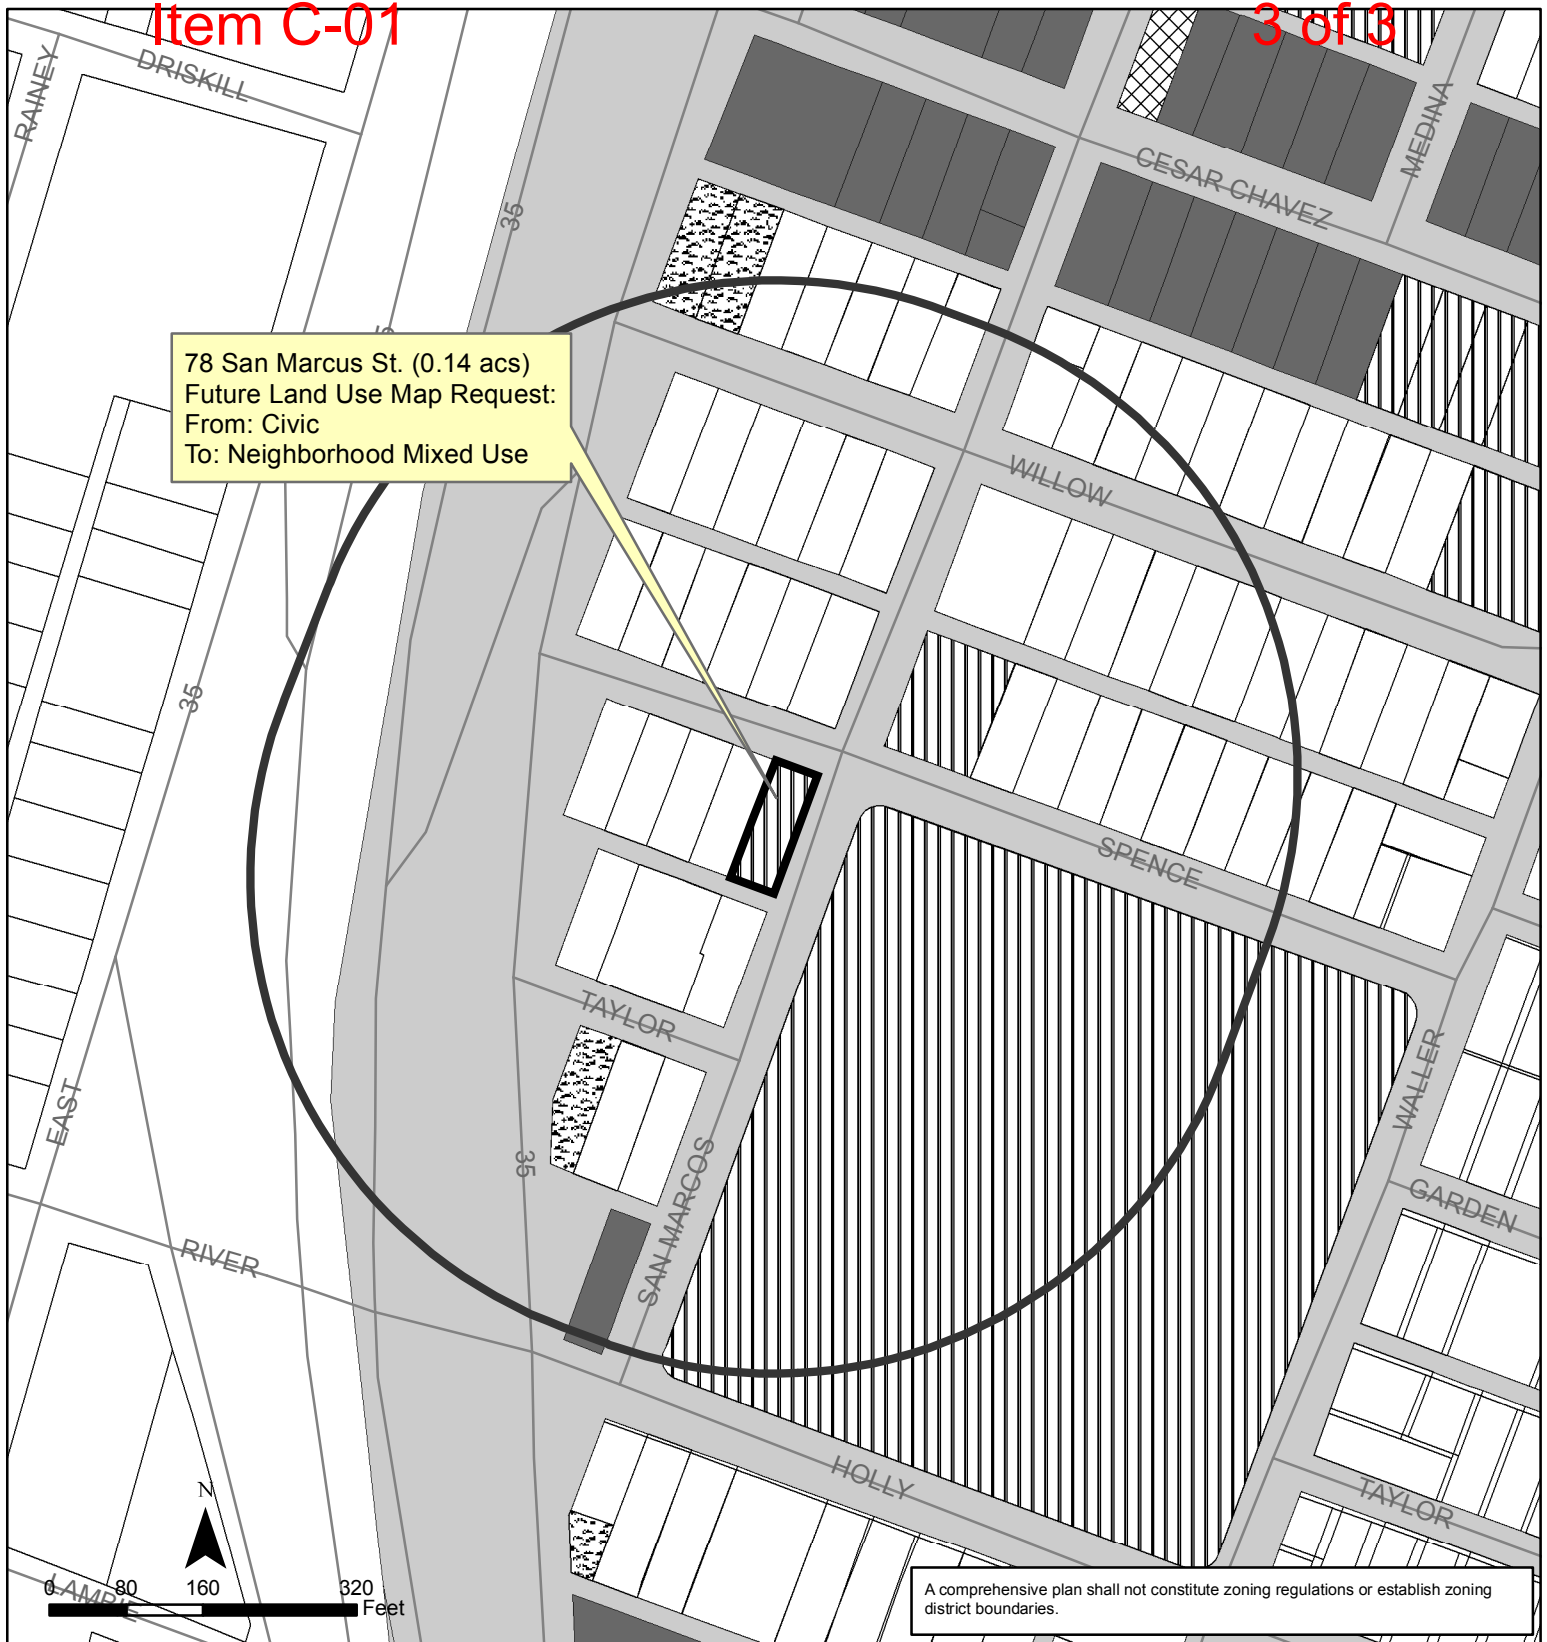 Item C-01
3 of 3
DRISKILL
RAINEY
MEDINA
CESAR CHAVEZ
35
78 San Marcus St. (0.14 acs)
Future Land Use Map Request:
From: Civic
To: Neighborhood Mixed Use
WILLOW
35
SPENCE
TAYLOR
WALLER
EAST
35
SAN MARCOS
GARDEN
RIVER
HOLLY
TAYLOR
N
0 80 160 320
Feet
LAMBIE
A comprehensive plan shall not constitute zoning regulations or establish zoning
district boundaries.